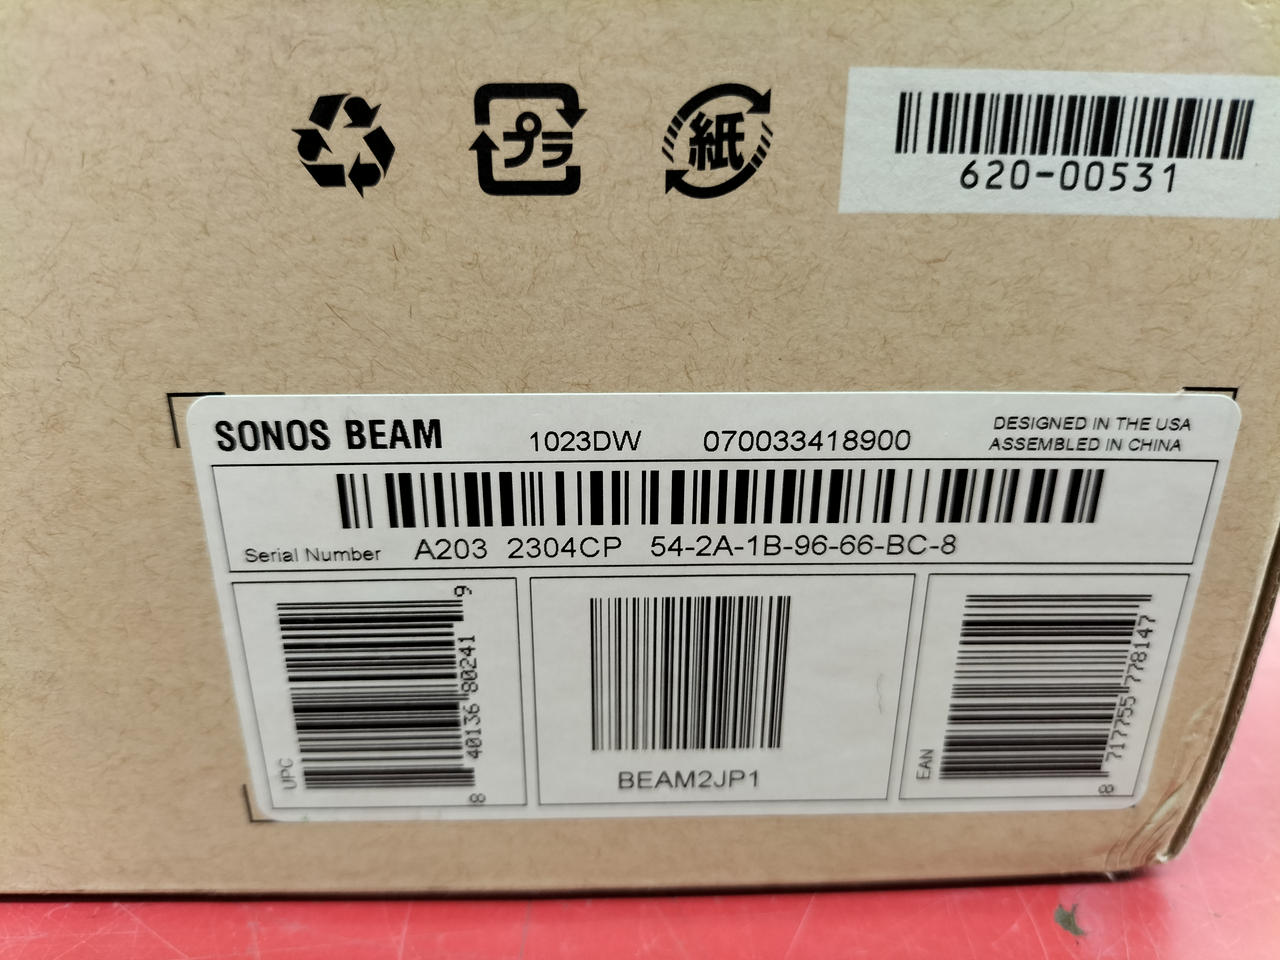 プラ
紙
620-00531
SONOS BEAM 1023DW 070033418900
DESIGNED IN THE USA
ASSEMBLED IN CHINA
Serial Number A203 2304CP 54-2A-1B-96-66-BC-8
UPC
8 40136 80241 9
BEAM2JP1
EAN
8 717755 778147